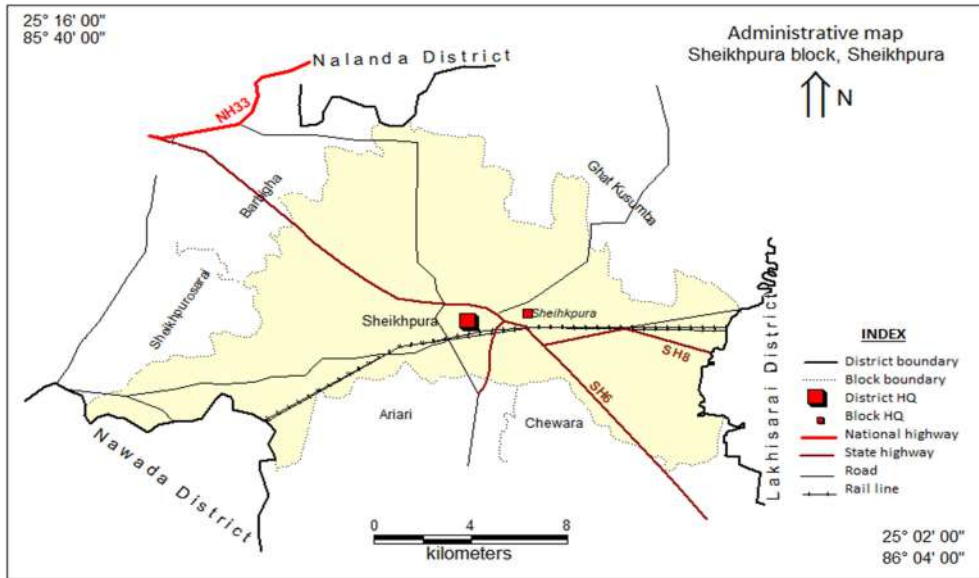 25° 16' 00"
85° 40' 00"
Administrative map
Sheikhpura block, Sheikhpura
N
Nalanda District
NH33
Barbigha
Ghat Kusumba
Sheikhpurosarai
Sheikhpura
Sheihkpura
SH8
SH6
Ariari
Chewara
Nawada District
Lakhisarai District
INDEX
District boundary
Block boundary
District HQ
Block HQ
National highway
State highway
Road
Rail line
0 4 8
kilometers
25° 02' 00"
86° 04' 00"